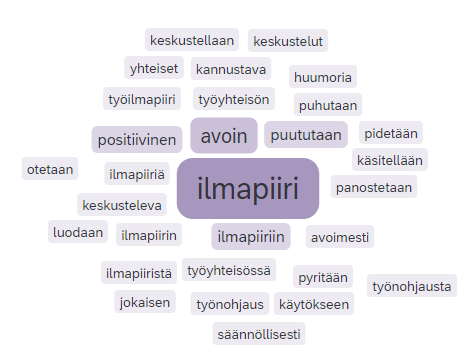 keskustellaan keskustelut
yhteiset kannustava huumoria
työilmapiiri työyhteisön puhutaan
positiivinen avoin puututaan pidetään
otetaan ilmapiiriä käsitellään
ilmapiiri panostetaan
keskusteleva
luodaan ilmapiirin ilmapiiriin avoimesti
ilmapiiristä työyhteisössä pyritään työnohjausta
jokaisen työnohjaus käytökseen
säännöllisesti